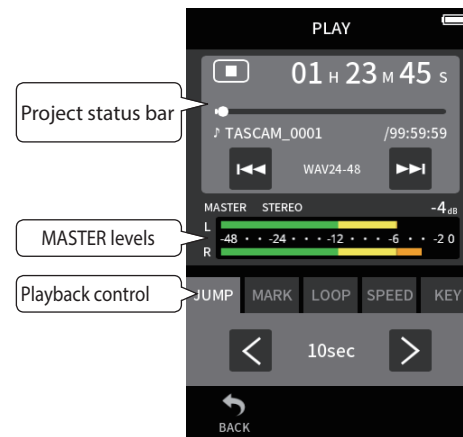 PLAY
01 H 23 M 45 S
Project status bar
♪ TASCAM_0001 /99:59:59
WAV24-48
MASTER STEREO -4dB
L
MASTER levels
-48 · · -24 · · · -12 · · · -6 · · -2 0
R
Playback control
JUMP MARK LOOP SPEED KEY
10sec
BACK